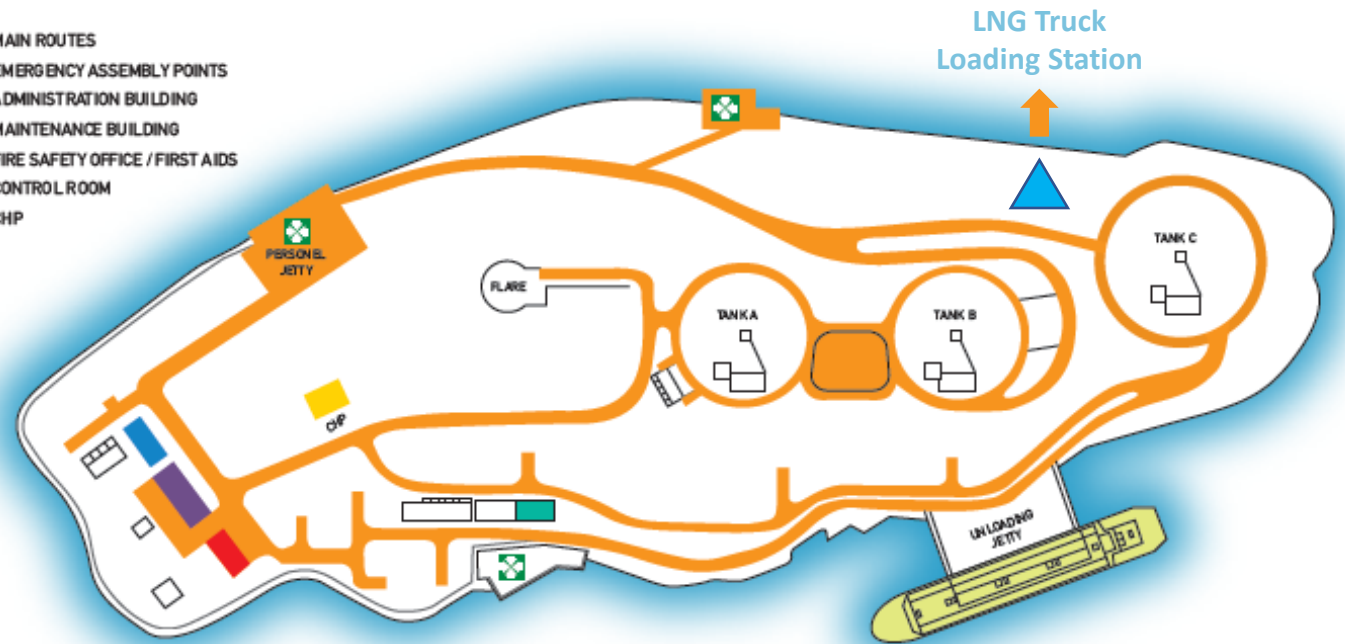 LNG Truck
Loading Station
MAIN ROUTES
EMERGENCY ASSEMBLY POINTS
ADMINISTRATION BUILDING
MAINTENANCE BUILDING
FIRE SAFETY OFFICE / FIRST AIDS
CONTROL ROOM
CHP
PERSONEL
JETTY
FLARE
TANK A
TANK B
TANK C
CHP
UNLOADING
JETTY